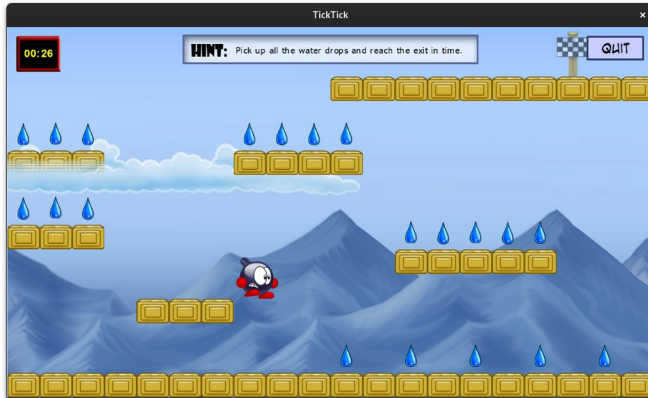 TickTick
00:26
HINT: Pick up all the water drops and reach the exit in time.
QUIT